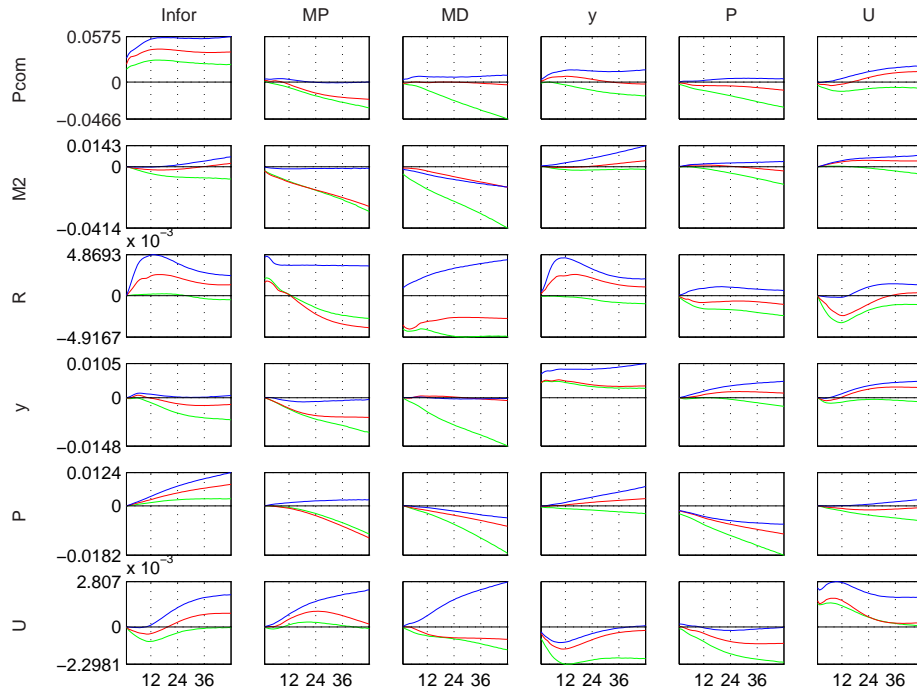 Infor MP MD y P U
Pcom
0.0575
0
−0.0466
M2
0.0143
0
−0.0414
x 10⁻³
R
4.8693
0
−4.9167
y
0.0105
0
−0.0148
P
0.0124
0
−0.0182
x 10⁻³
U
2.807
0
−2.2981
12 24 36 12 24 36 12 24 36 12 24 36 12 24 36 12 24 36